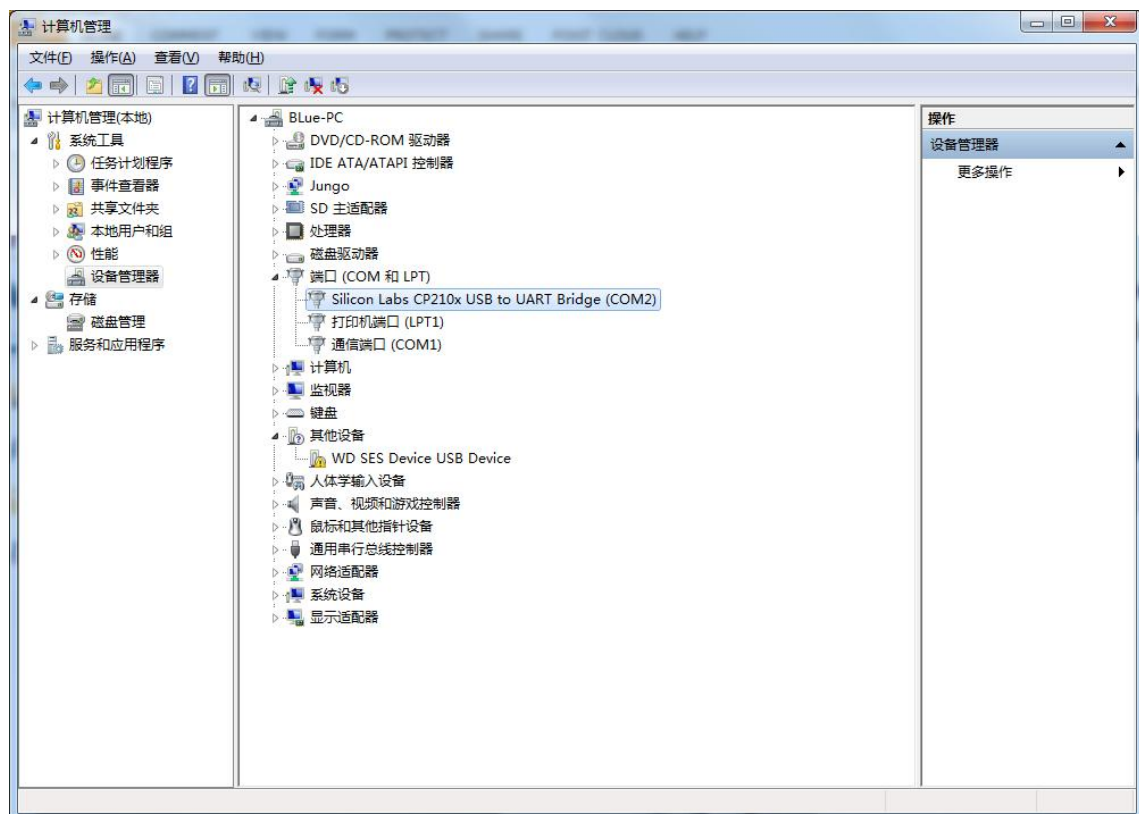 计算机管理
文件(F) 操作(A) 查看(V) 帮助(H)
计算机管理(本地)
系统工具
任务计划程序
事件查看器
共享文件夹
本地用户和组
性能
设备管理器
存储
磁盘管理
服务和应用程序
BLue-PC
DVD/CD-ROM 驱动器
IDE ATA/ATAPI 控制器
Jungo
SD 主适配器
处理器
磁盘驱动器
端口 (COM 和 LPT)
Silicon Labs CP210x USB to UART Bridge (COM2)
打印机端口 (LPT1)
通信端口 (COM1)
计算机
监视器
键盘
其他设备
WD SES Device USB Device
人体学输入设备
声音、视频和游戏控制器
鼠标和其他指针设备
通用串行总线控制器
网络适配器
系统设备
显示适配器
操作
设备管理器
更多操作